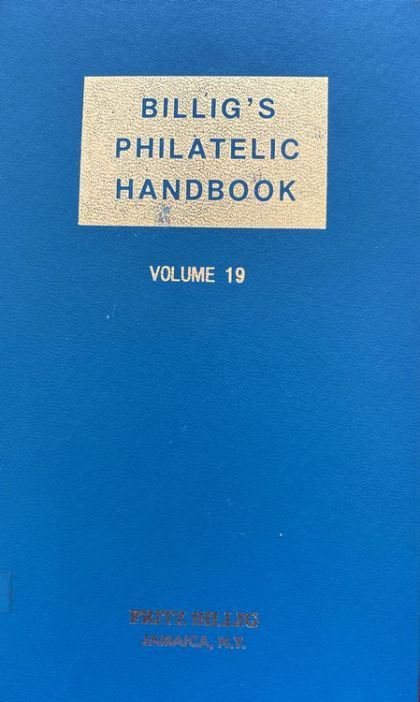 BILLIG'S
PHILATELIC
HANDBOOK
VOLUME 19
FRITZ BILLIG
JAMAICA, N.Y.